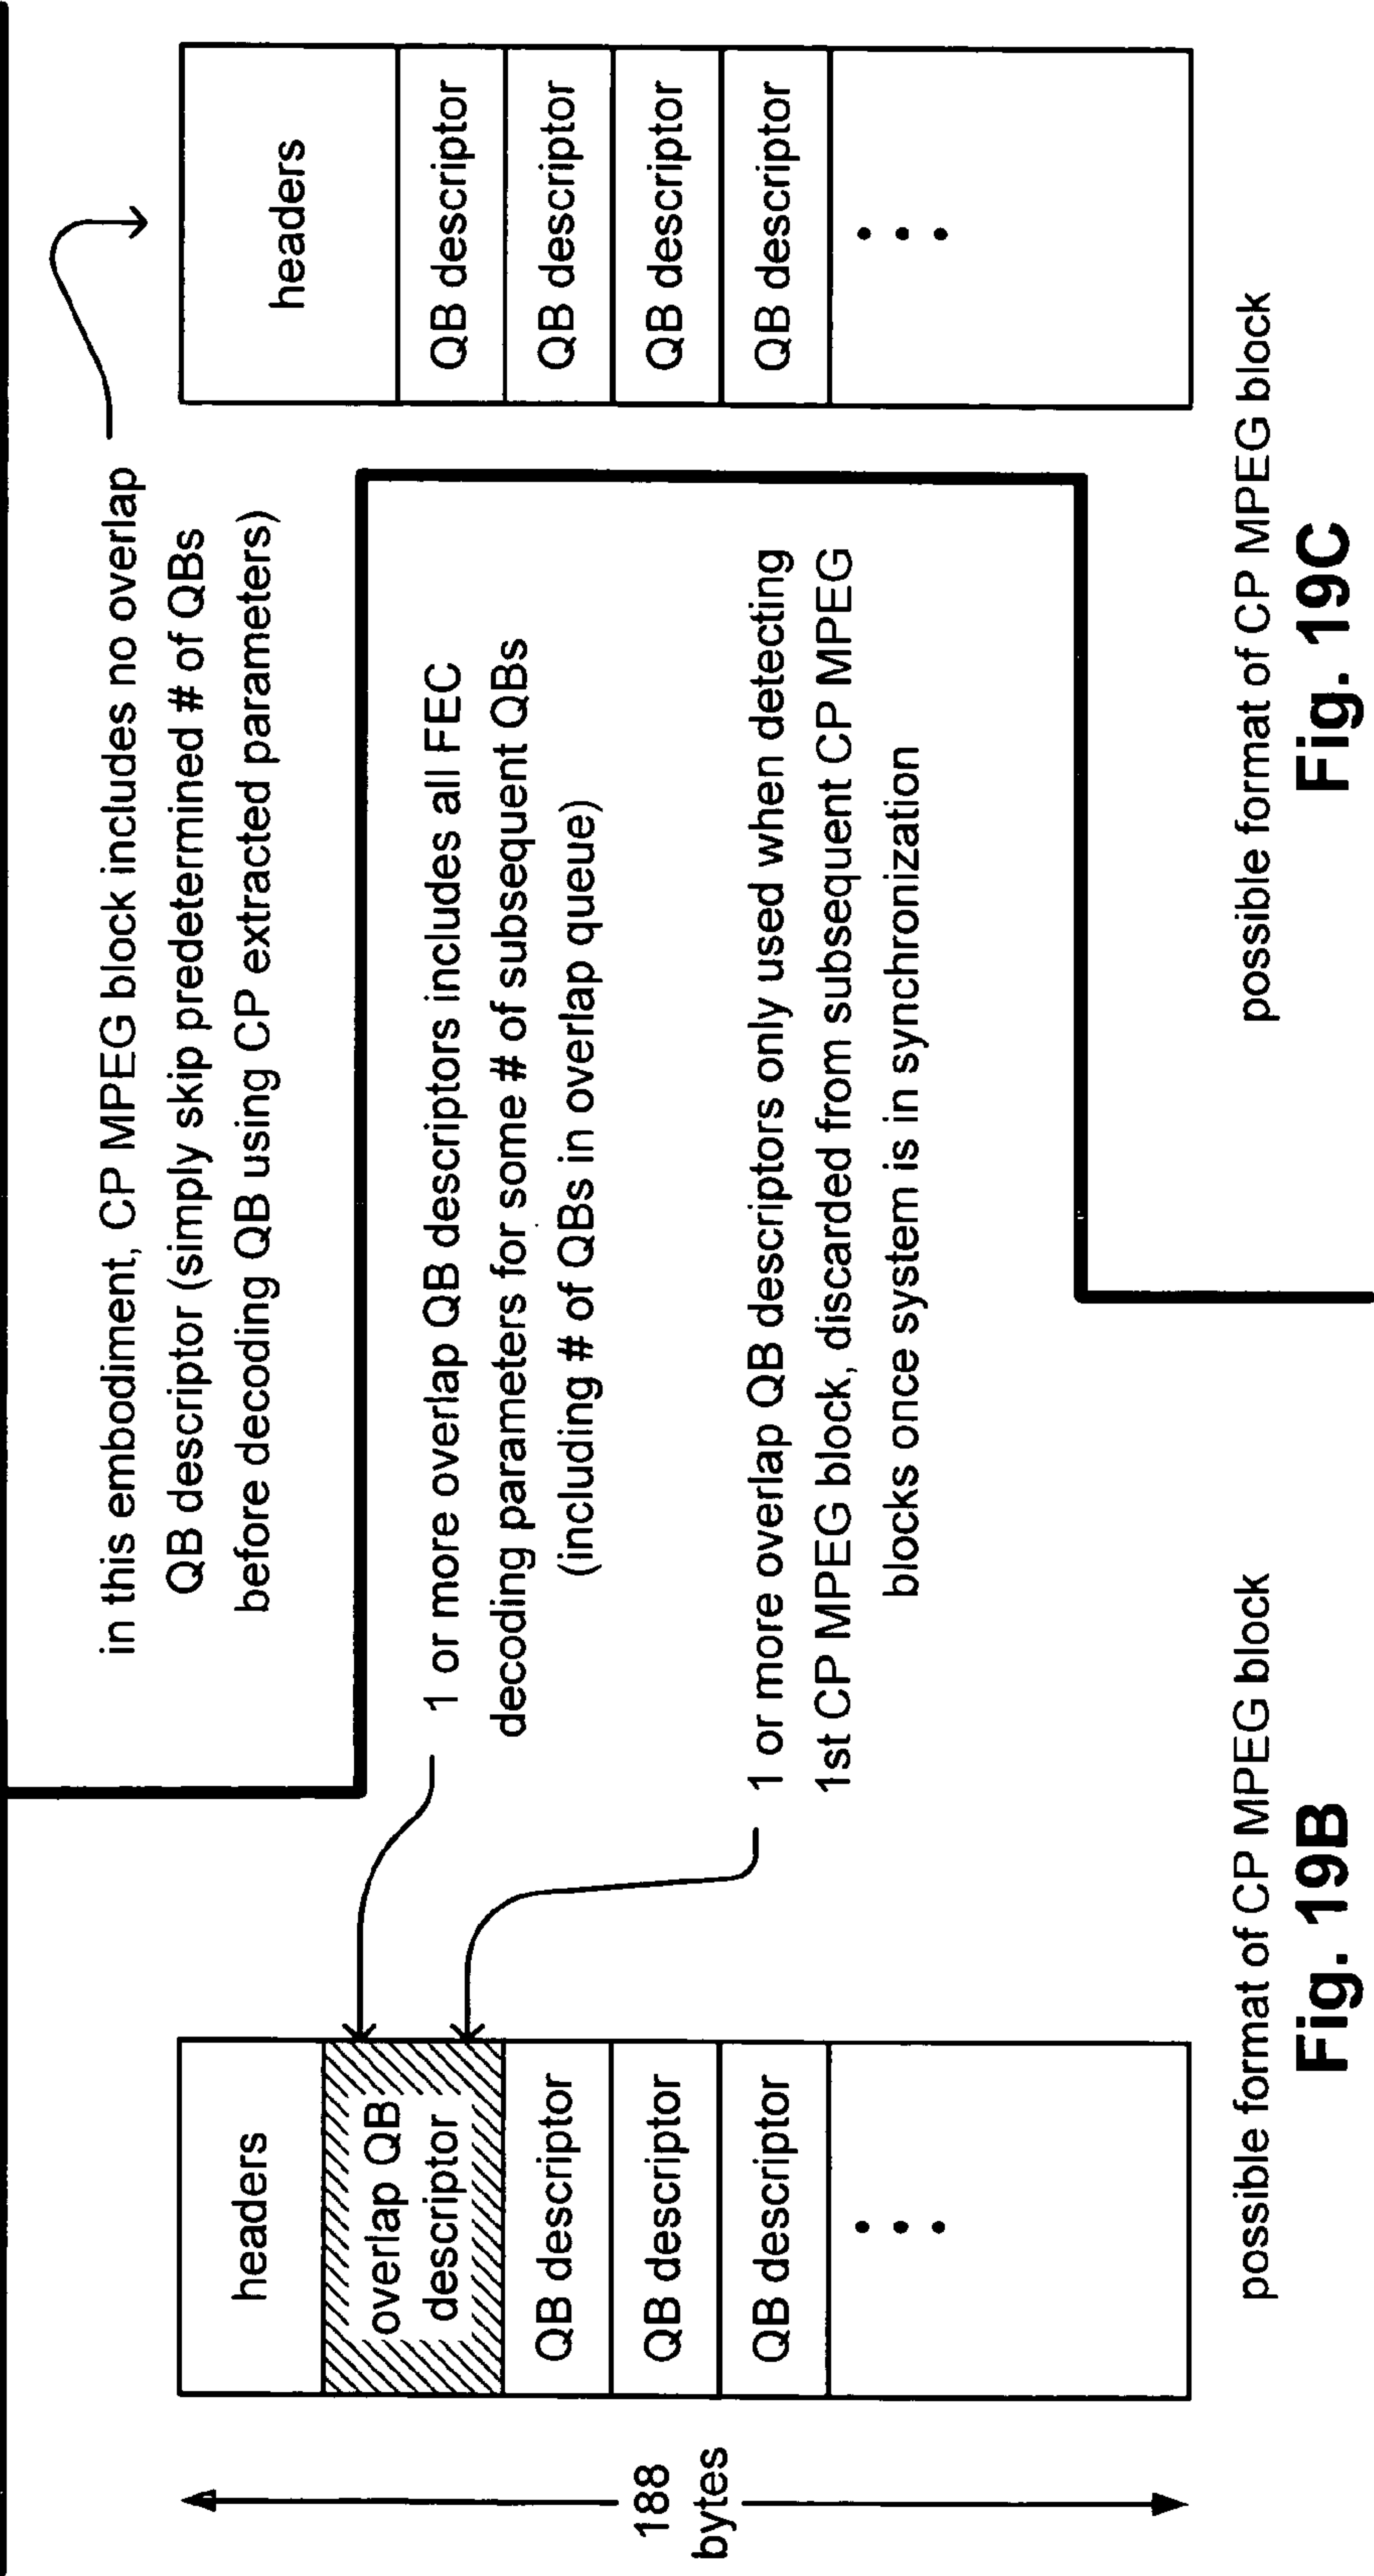 188
bytes
headers
overlap QB
descriptor
QB descriptor
QB descriptor
QB descriptor
1 or more overlap QB descriptors includes all FEC
decoding parameters for some # of subsequent QBs
(including # of QBs in overlap queue)
1 or more overlap QB descriptors only used when detecting
1st CP MPEG block, discarded from subsequent CP MPEG
blocks once system is in synchronization
possible format of CP MPEG block
Fig. 19B
in this embodiment, CP MPEG block includes no overlap
QB descriptor (simply skip predetermined # of QBs
before decoding QB using CP extracted parameters)
headers
QB descriptor
QB descriptor
QB descriptor
QB descriptor
possible format of CP MPEG block
Fig. 19C